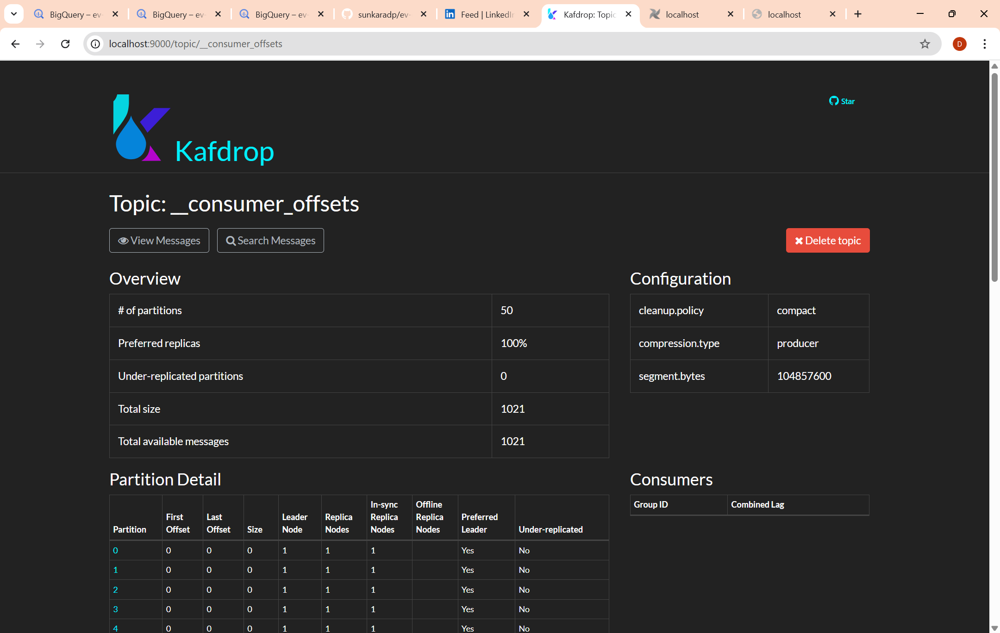 BigQuery – ev-
BigQuery – ev-
BigQuery – ev-
sunkaradp/ev-
Feed | LinkedIn
Kafdrop: Topic
localhost
localhost
localhost:9000/topic/__consumer_offsets
D
Star
Kafdrop
Topic: __consumer_offsets
View Messages
Search Messages
Delete topic
Overview
# of partitions 50
Preferred replicas 100%
Under-replicated partitions 0
Total size 1021
Total available messages 1021
Configuration
cleanup.policy compact
compression.type producer
segment.bytes 104857600
Partition Detail
Partition First Offset Last Offset Size Leader Node Replica Nodes In-sync Replica Nodes Offline Replica Nodes Preferred Leader Under-replicated
0 0 0 0 1 1 1 Yes No
1 0 0 0 1 1 1 Yes No
2 0 0 0 1 1 1 Yes No
3 0 0 0 1 1 1 Yes No
4 0 0 0 1 1 1 Yes No
Consumers
Group ID Combined Lag